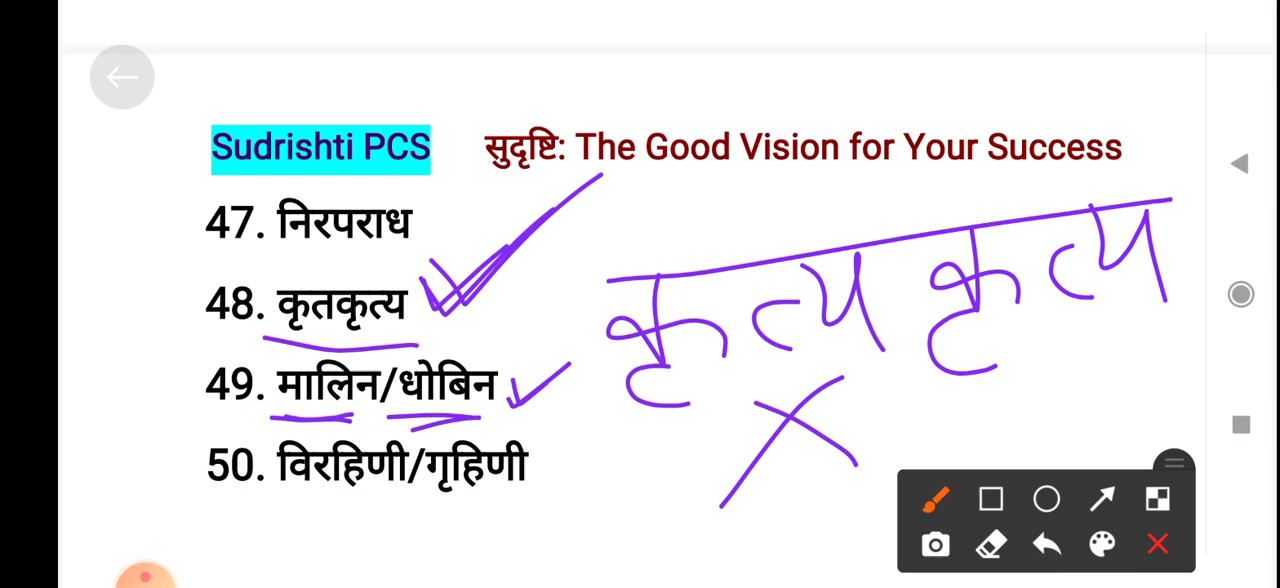 Sudrishti PCS सुदृष्टि: The Good Vision for Your Success
47. निरपराध
48. कृतकृत्य
कृत्यकृत्य
49. मालिन/धोबिन
50. विरहिणी/गृहिणी